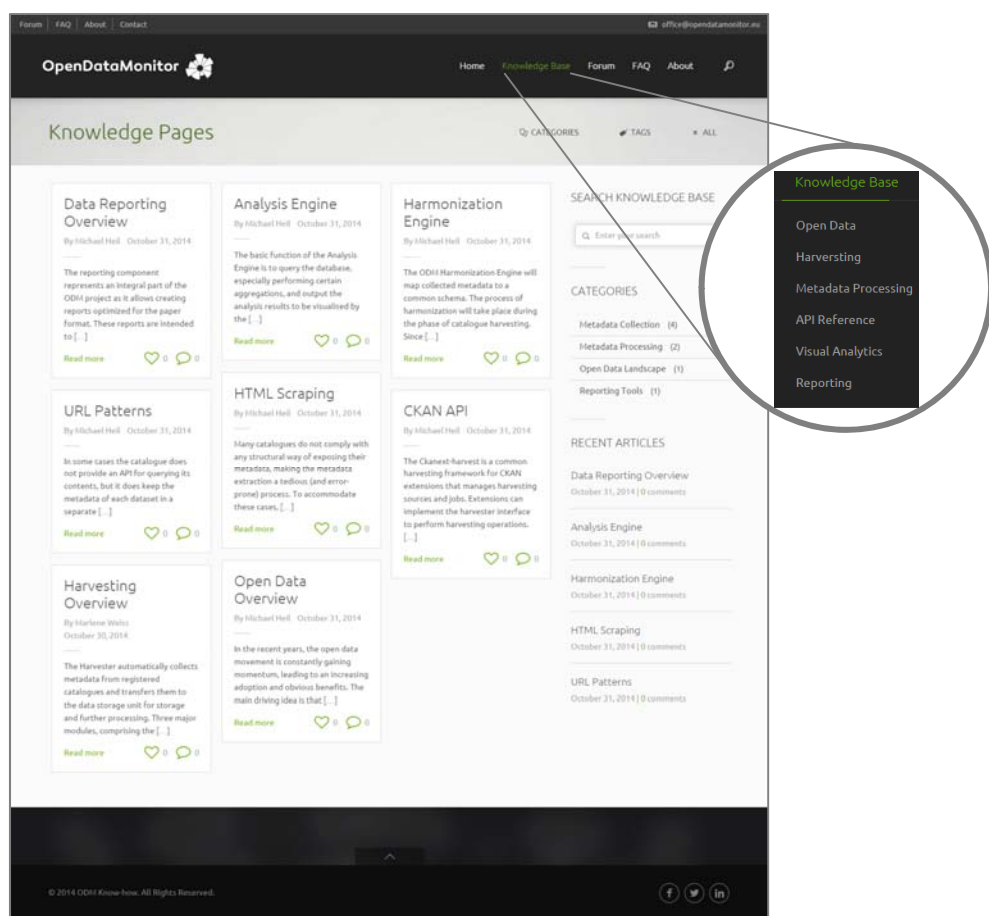 Forum FAQ About Contact office@opendatamonitor.eu
OpenDataMonitor
Home Knowledge Base Forum FAQ About
Knowledge Pages
CATEGORIES TAGS ALL
Data Reporting
Overview
By Michael Heil October 31, 2014
The reporting component
represents an integral part of the
ODM project as it allows creating
reports optimized for the paper
format. These reports are intended
to [...]
Read more 0 0
Analysis Engine
By Michael Heil October 31, 2014
The basic function of the Analysis
Engine is to query the database,
especially performing certain
aggregations, and output the
analysis results to be visualised by
the [...]
Read more 0 0
Harmonization
Engine
By Michael Heil October 31, 2014
The ODM Harmonization Engine will
map collected metadata to a
common schema. The process of
harmonization will take place during
the phase of catalogue harvesting.
Since [...]
Read more 0 0
URL Patterns
By Michael Heil October 31, 2014
In some cases the catalogue does
not provide an API for querying its
contents, but it does keep the
metadata of each dataset in a
separate [...]
Read more 0 0
HTML Scraping
By Michael Heil October 31, 2014
Many catalogues do not comply with
any structural way of exposing their
metadata, making the metadata
extraction a tedious (and error-
prone) process. To accommodate
these cases, [...]
Read more 0 0
CKAN API
By Michael Heil October 31, 2014
The Ckanext-harvest is a common
harvesting framework for CKAN
extensions that manages harvesting
sources and jobs. Extensions can
implement the harvester interface
to perform harvesting operations.
[...]
Read more 0 0
Harvesting
Overview
By Marlene Weiss
October 30, 2014
The Harvester automatically collects
metadata from registered
catalogues and transfers them to
the data storage unit for storage
and further processing. Three major
modules, comprising the [...]
Read more 0 0
Open Data
Overview
By Michael Heil October 31, 2014
In the recent years, the open data
movement is constantly gaining
momentum, leading to an increasing
adoption and obvious benefits. The
main driving idea is that [...]
Read more 0 0
SEARCH KNOWLEDGE BASE
Enter your search
CATEGORIES
Metadata Collection (4)
Metadata Processing (2)
Open Data Landscape (1)
Reporting Tools (1)
RECENT ARTICLES
Data Reporting Overview
October 31, 2014 | 0 comments
Analysis Engine
October 31, 2014 | 0 comments
Harmonization Engine
October 31, 2014 | 0 comments
HTML Scraping
October 31, 2014 | 0 comments
URL Patterns
October 31, 2014 | 0 comments
Knowledge Base
Open Data
Harversting
Metadata Processing
API Reference
Visual Analytics
Reporting
© 2014 ODM Know-how. All Rights Reserved.